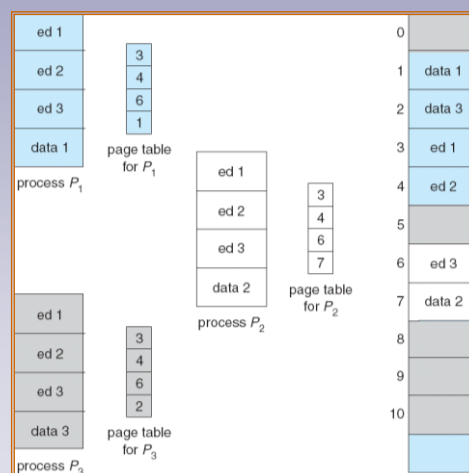 ed 1
ed 2
ed 3
data 1
process P1
3
4
6
1
page table
for P1
ed 1
ed 2
ed 3
data 2
process P2
3
4
6
7
page table
for P2
ed 1
ed 2
ed 3
data 3
process P3
3
4
6
2
page table
for P3
0
1 data 1
2 data 3
3 ed 1
4 ed 2
5
6 ed 3
7 data 2
8
9
10